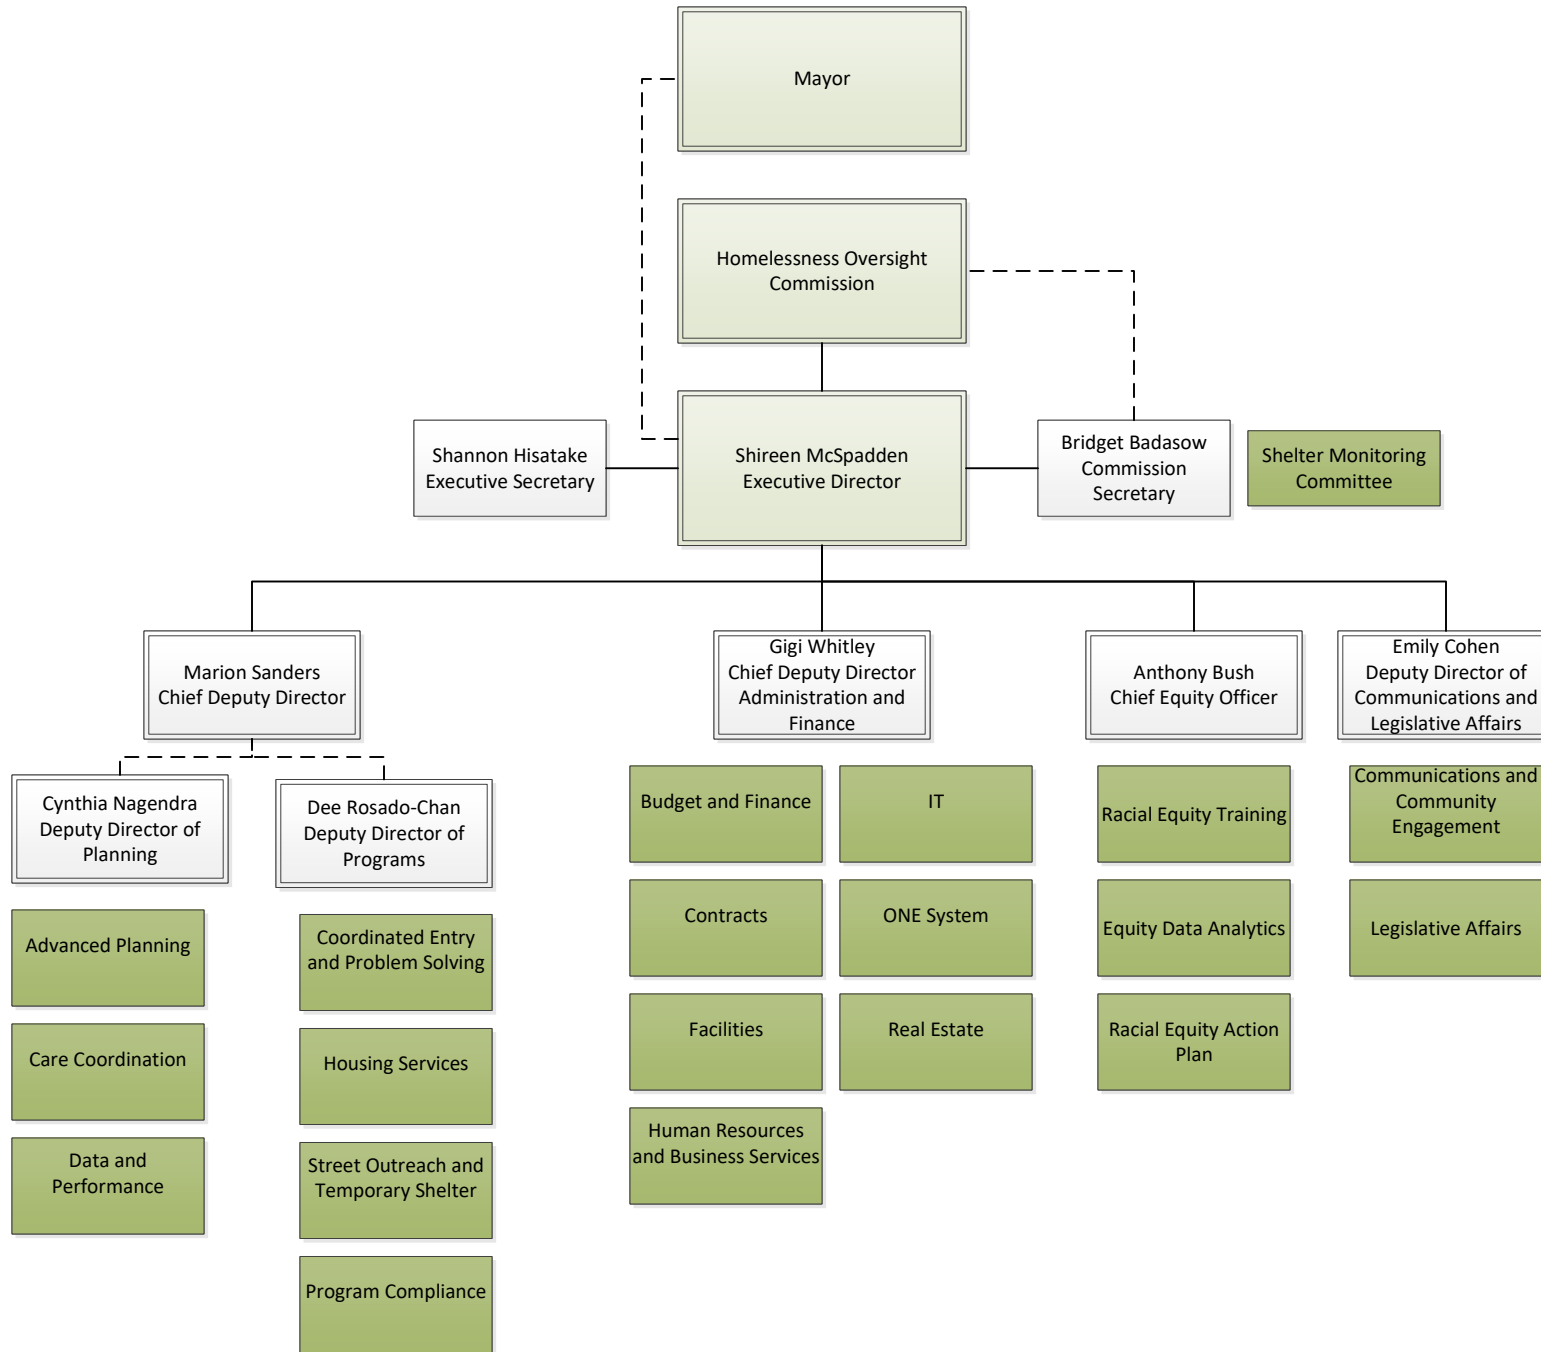 Mayor
Homelessness Oversight
Commission
Shannon Hisatake
Executive Secretary
Shireen McSpadden
Executive Director
Bridget Badasow
Commission
Secretary
Shelter Monitoring
Committee
Marion Sanders
Chief Deputy Director
Gigi Whitley
Chief Deputy Director
Administration and
Finance
Anthony Bush
Chief Equity Officer
Emily Cohen
Deputy Director of
Communications and
Legislative Affairs
Cynthia Nagendra
Deputy Director of
Planning
Dee Rosado-Chan
Deputy Director of
Programs
Advanced Planning
Care Coordination
Data and
Performance
Coordinated Entry
and Problem Solving
Housing Services
Street Outreach and
Temporary Shelter
Program Compliance
Budget and Finance
Contracts
Facilities
Human Resources
and Business Services
IT
ONE System
Real Estate
Racial Equity Training
Equity Data Analytics
Racial Equity Action
Plan
Communications and
Community
Engagement
Legislative Affairs